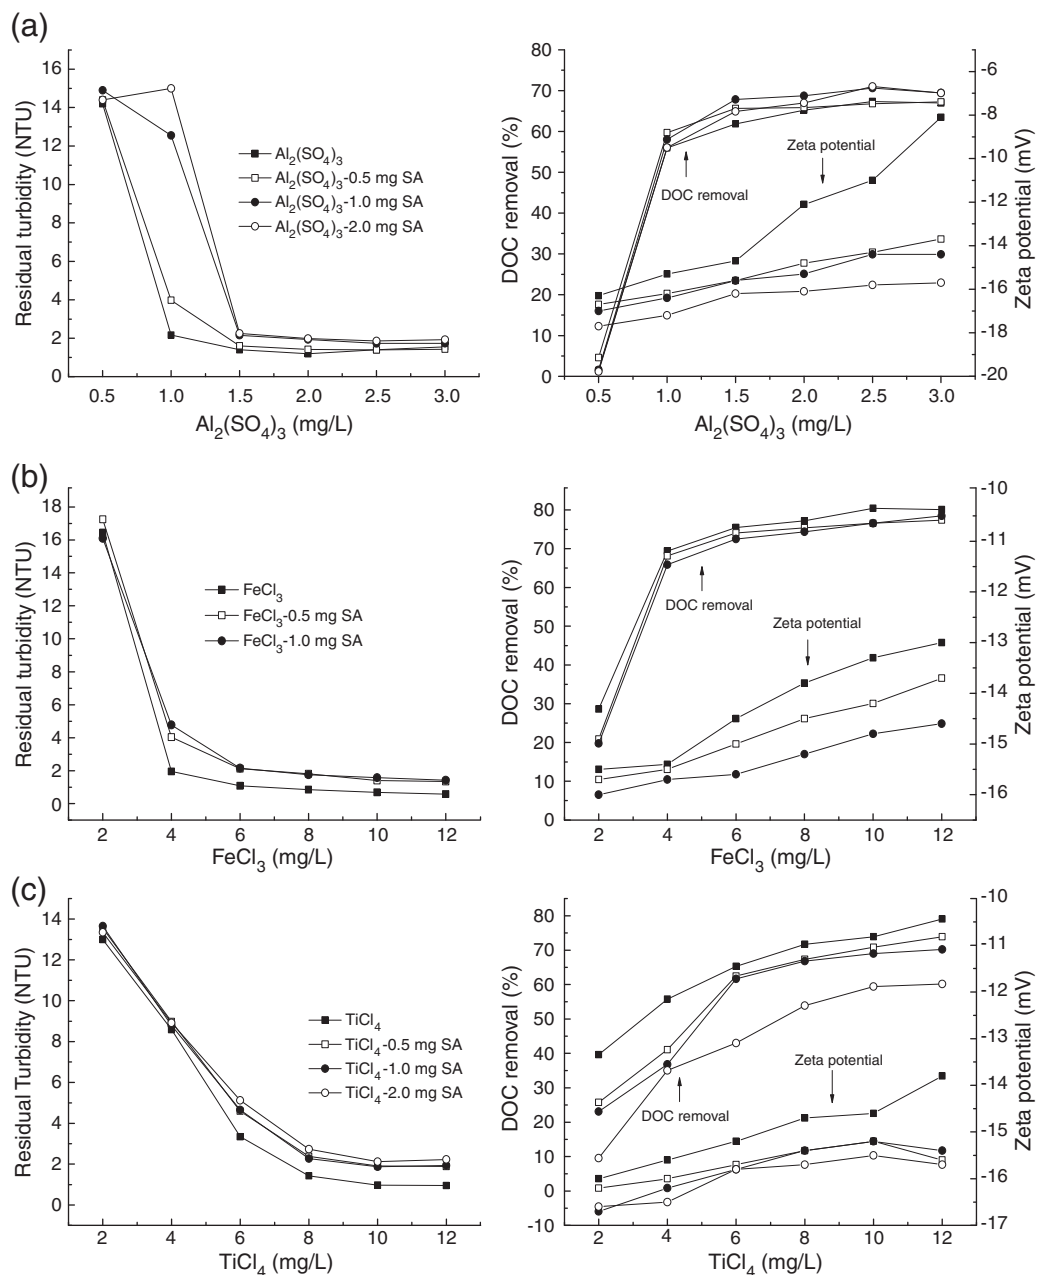 (a)
16
14
12
10
8
6
4
2
0
Residual turbidity (NTU)
Al2(SO4)3
Al2(SO4)3-0.5 mg SA
Al2(SO4)3-1.0 mg SA
Al2(SO4)3-2.0 mg SA
0.5 1.0 1.5 2.0 2.5 3.0
Al2(SO4)3 (mg/L)
80
70
60
50
40
30
20
10
0
DOC removal (%)
Zeta potential
DOC removal
-6
-8
-9
-12
-14
-16
-18
-20
Zeta potential (mV)
0.5 1.0 1.5 2.0 2.5 3.0
Al2(SO4)3 (mg/L)
(b)
18
16
14
12
10
8
6
4
2
0
Residual turbidity (NTU)
FeCl3
FeCl3-0.5 mg SA
FeCl3-1.0 mg SA
2 4 6 8 10 12
FeCl3 (mg/L)
80
70
60
50
40
30
20
10
0
DOC removal (%)
DOC removal
Zeta potential
-10
-11
-12
-13
-14
-15
-16
Zeta potential (mV)
2 4 6 8 10 12
FeCl3 (mg/L)
(c)
14
12
10
8
6
4
2
0
Residual Turbidity (NTU)
TiCl4
TiCl4-0.5 mg SA
TiCl4-1.0 mg SA
TiCl4-2.0 mg SA
2 4 6 8 10 12
TiCl4 (mg/L)
80
70
60
50
40
30
20
10
0
-10
DOC removal (%)
Zeta potential
DOC removal
-10
-11
-12
-13
-14
-15
-16
-17
Zeta potential (mV)
2 4 6 8 10 12
TiCl4 (mg/L)